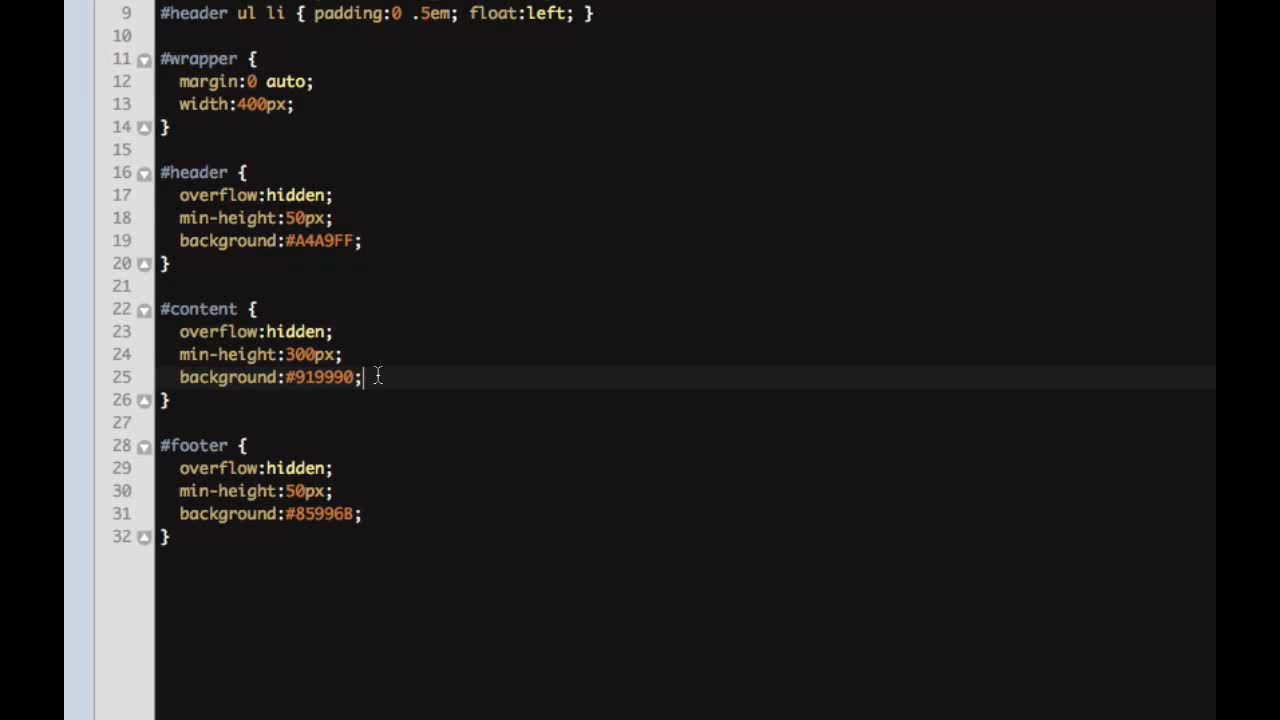 9 #header ul li { padding:0 .5em; float:left; }
10
11 #wrapper {
12 margin:0 auto;
13 width:400px;
14 }
15
16 #header {
17 overflow:hidden;
18 min-height:50px;
19 background:#A4A9FF;
20 }
21
22 #content {
23 overflow:hidden;
24 min-height:300px;
25 background:#919990;
26 }
27
28 #footer {
29 overflow:hidden;
30 min-height:50px;
31 background:#85996B;
32 }